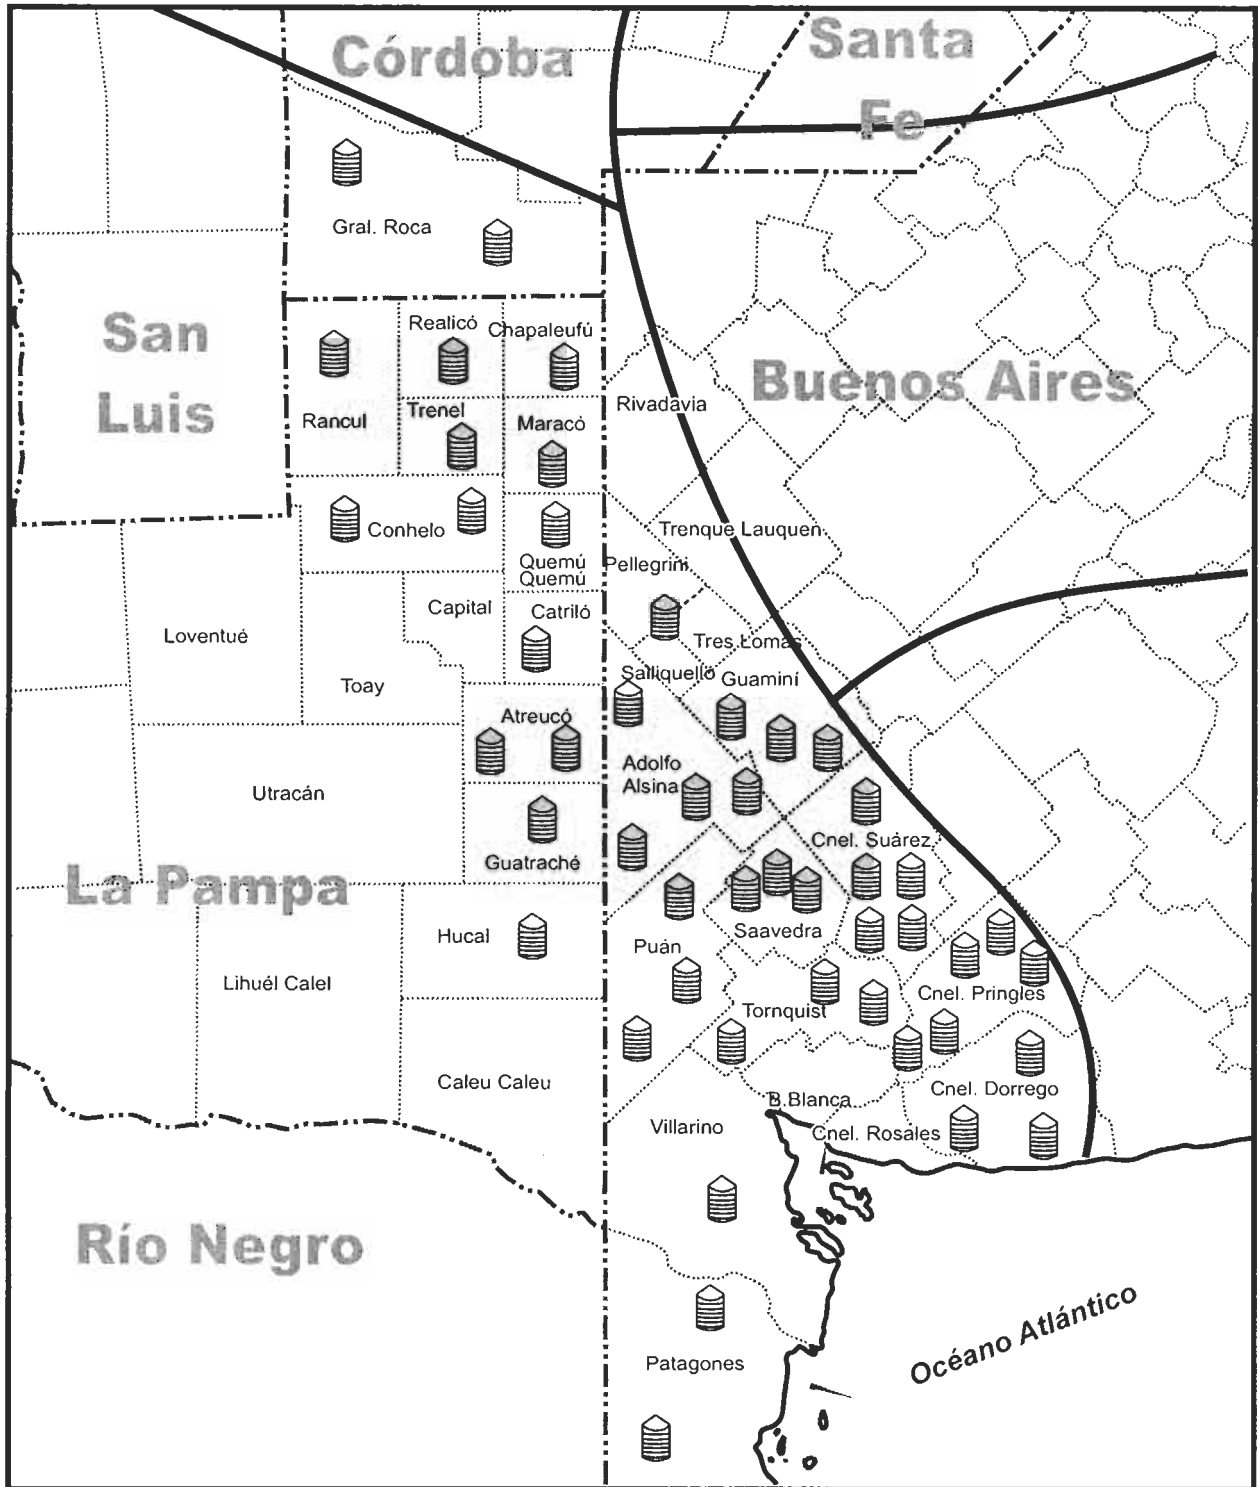 Córdoba
Santa
Fe
Gral. Roca
San
Luis
Realicó
Chapaleufú
Buenos Aires
Rivadavia
Rancul
Trenel
Maracó
Conhelo
Trenque Lauquen
Quemú
Quemú
Pellegrini
Capital
Catriló
Loventué
Tres Lomas
Salliquello
Guaminí
Toay
Atreucó
Adolfo
Alsina
Utracán
Cnel. Suárez
Guatraché
La Pampa
Hucal
Puán
Saavedra
Lihuél Calel
Cnel. Pringles
Tornquist
Caleu Caleu
Cnel. Dorrego
B.Blanca
Villarino
Cnel. Rosales
Río Negro
Océano Atlántico
Patagones